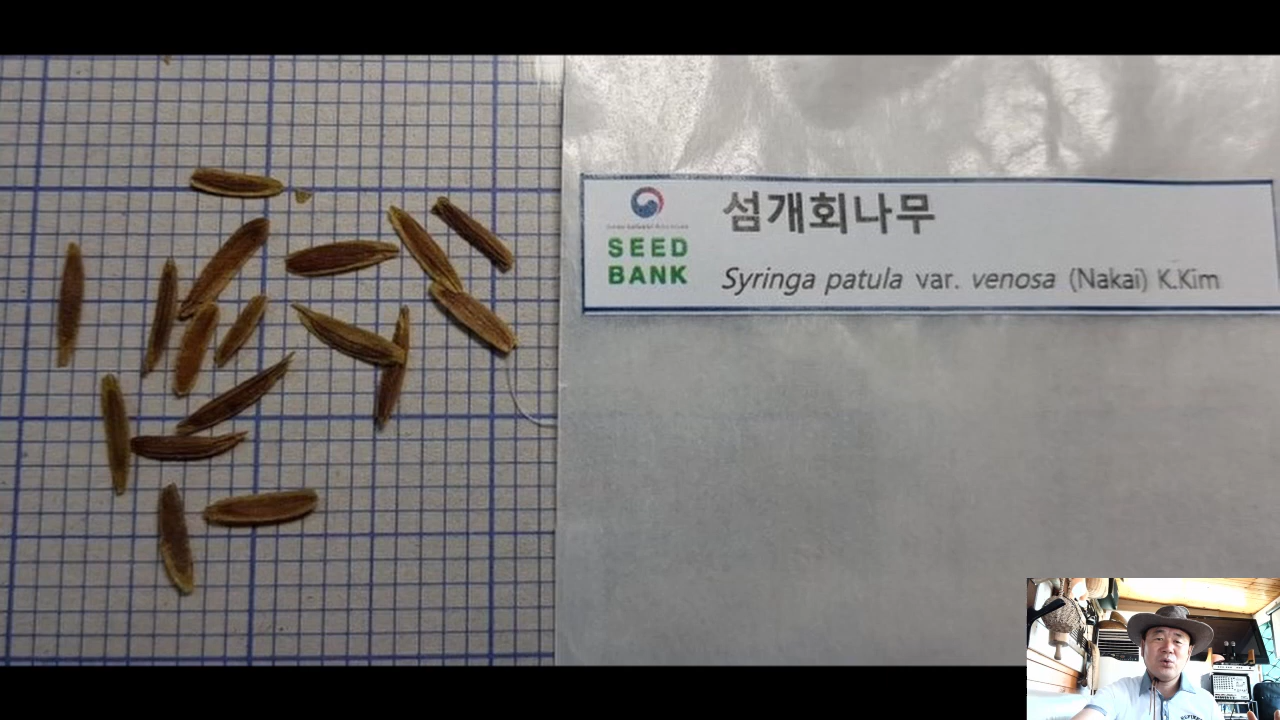 섬개회나무
SEED
BANK
Syringa patula var. venosa (Nakai) K.Kim